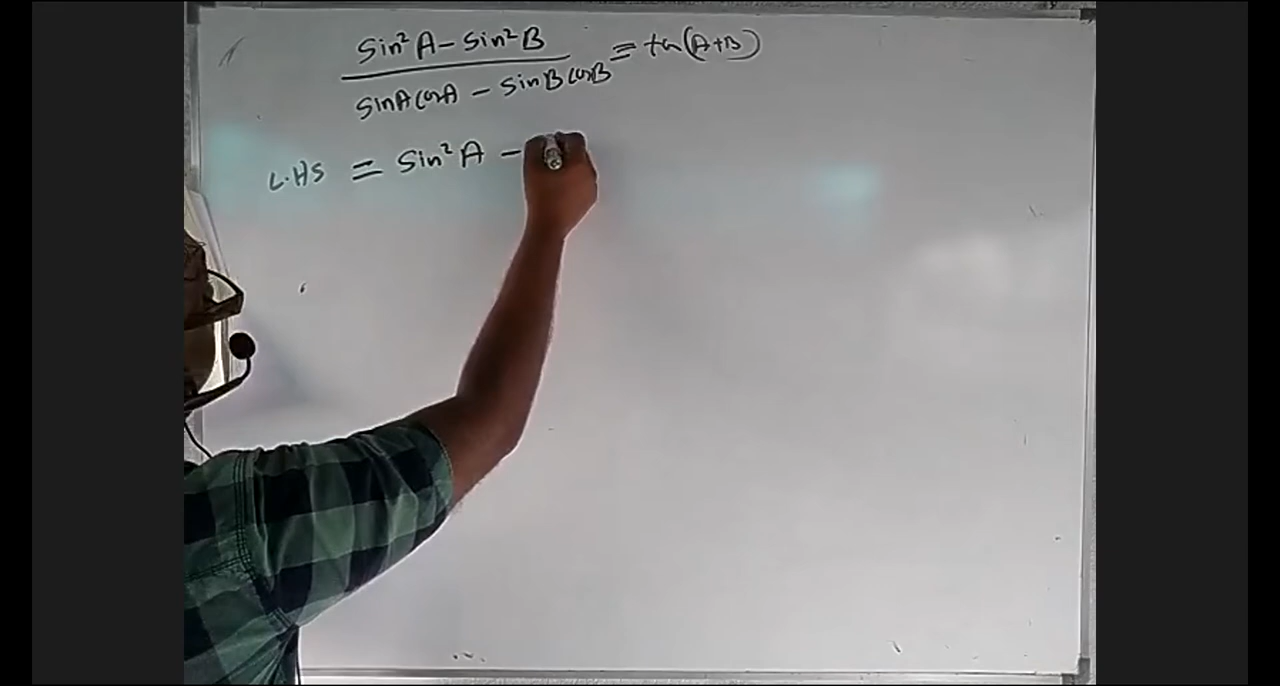 Sin²A - Sin²B
SinA CosA - SinB CosB = tan(A+B)
L.HS = Sin²A -